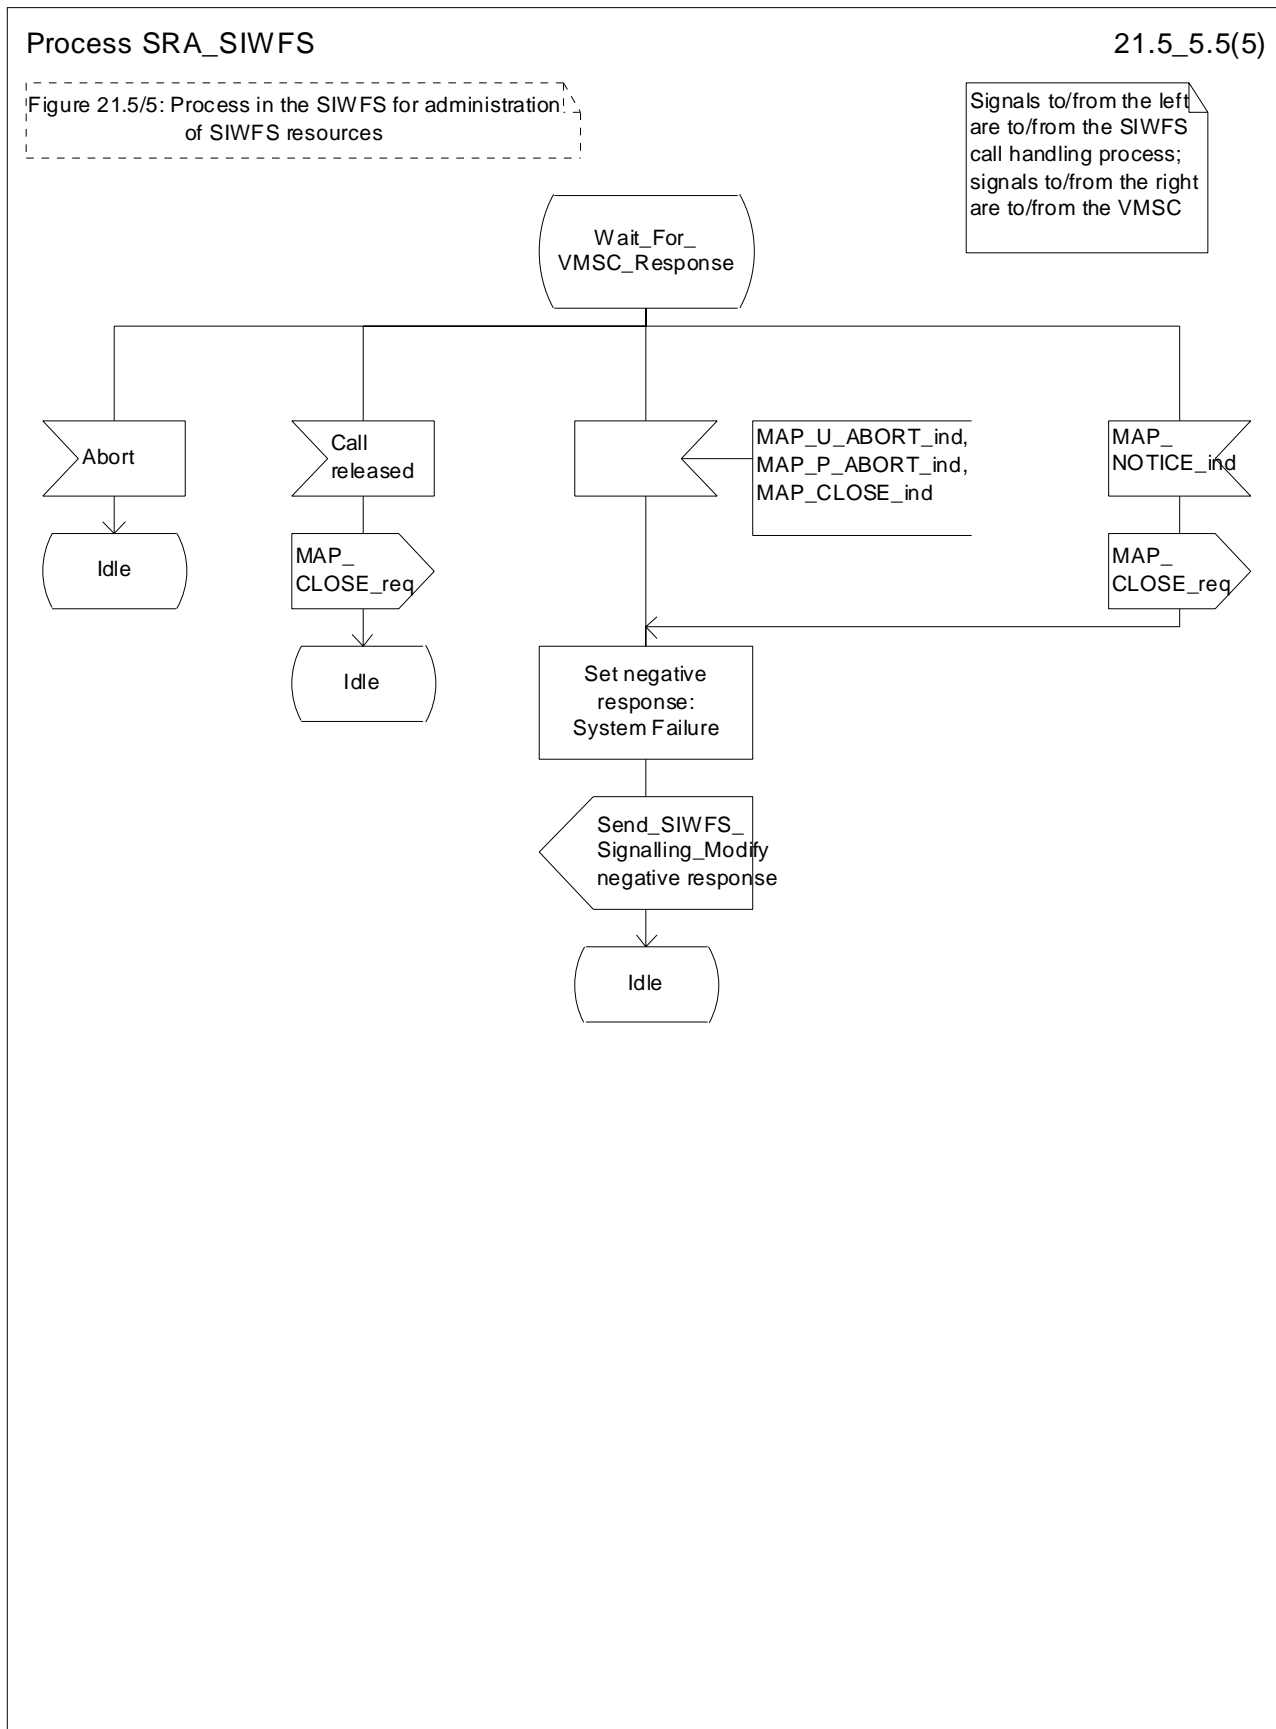 Process SRA_SIWFS
21.5_5.5(5)
Figure 21.5/5: Process in the SIWFS for administration
of SIWFS resources
Signals to/from the left
are to/from the SIWFS
call handling process;
signals to/from the right
are to/from the VMSC
Wait_For_
VMSC_Response
Abort
Call
released
MAP_U_ABORT_ind,
MAP_P_ABORT_ind,
MAP_CLOSE_ind
MAP_
NOTICE_ind
Idle
MAP_
CLOSE_req
MAP_
CLOSE_req
Idle
Set negative
response:
System Failure
Send_SIWFS_
Signalling_Modify
negative response
Idle